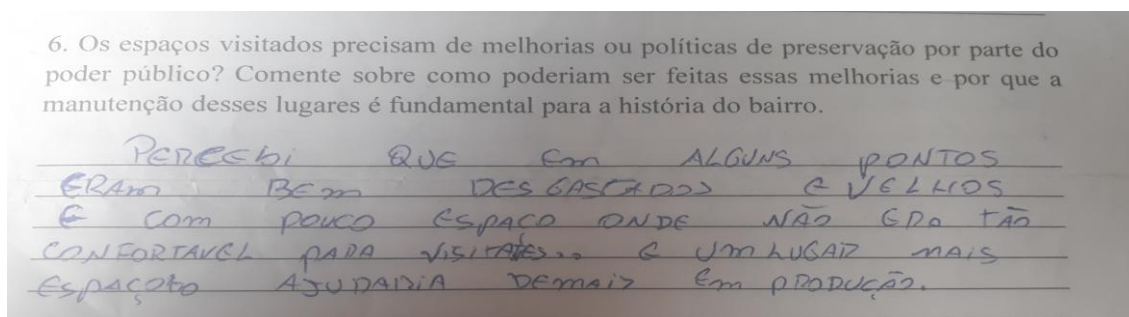 6. Os espaços visitados precisam de melhorias ou políticas de preservação por parte do
poder público? Comente sobre como poderiam ser feitas essas melhorias e por que a
manutenção desses lugares é fundamental para a história do bairro.
PERCEBi QUE Em ALGUNS PONTOS
ERAM BEM DESGASTADOS E VELHOS
E COM POUCO ESPAÇO ONDE NÃO ERA TÃO
CONFORTAVEL PARA E UM LUGAR MAIS
AJUDARIA DEMAIS Em PRODUÇÃO.